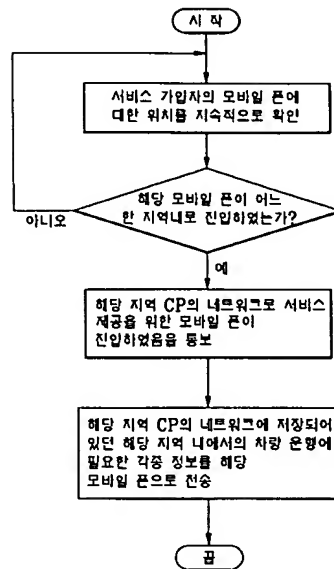 시 작
서비스 가입자의 모바일 폰에
대한 위치를 지속적으로 확인
해당 모바일 폰이 어느
한 지역내로 진입하였는가?
아니오
예
해당 지역 CP의 네트워크로 서비스
제공을 위한 모바일 폰이
진입하였음을 통보
해당 지역 CP의 네트워크에 저장되어
있던 해당 지역 내에서의 차량 운행에
필요한 각종 정보를 해당
모바일 폰으로 전송
끝